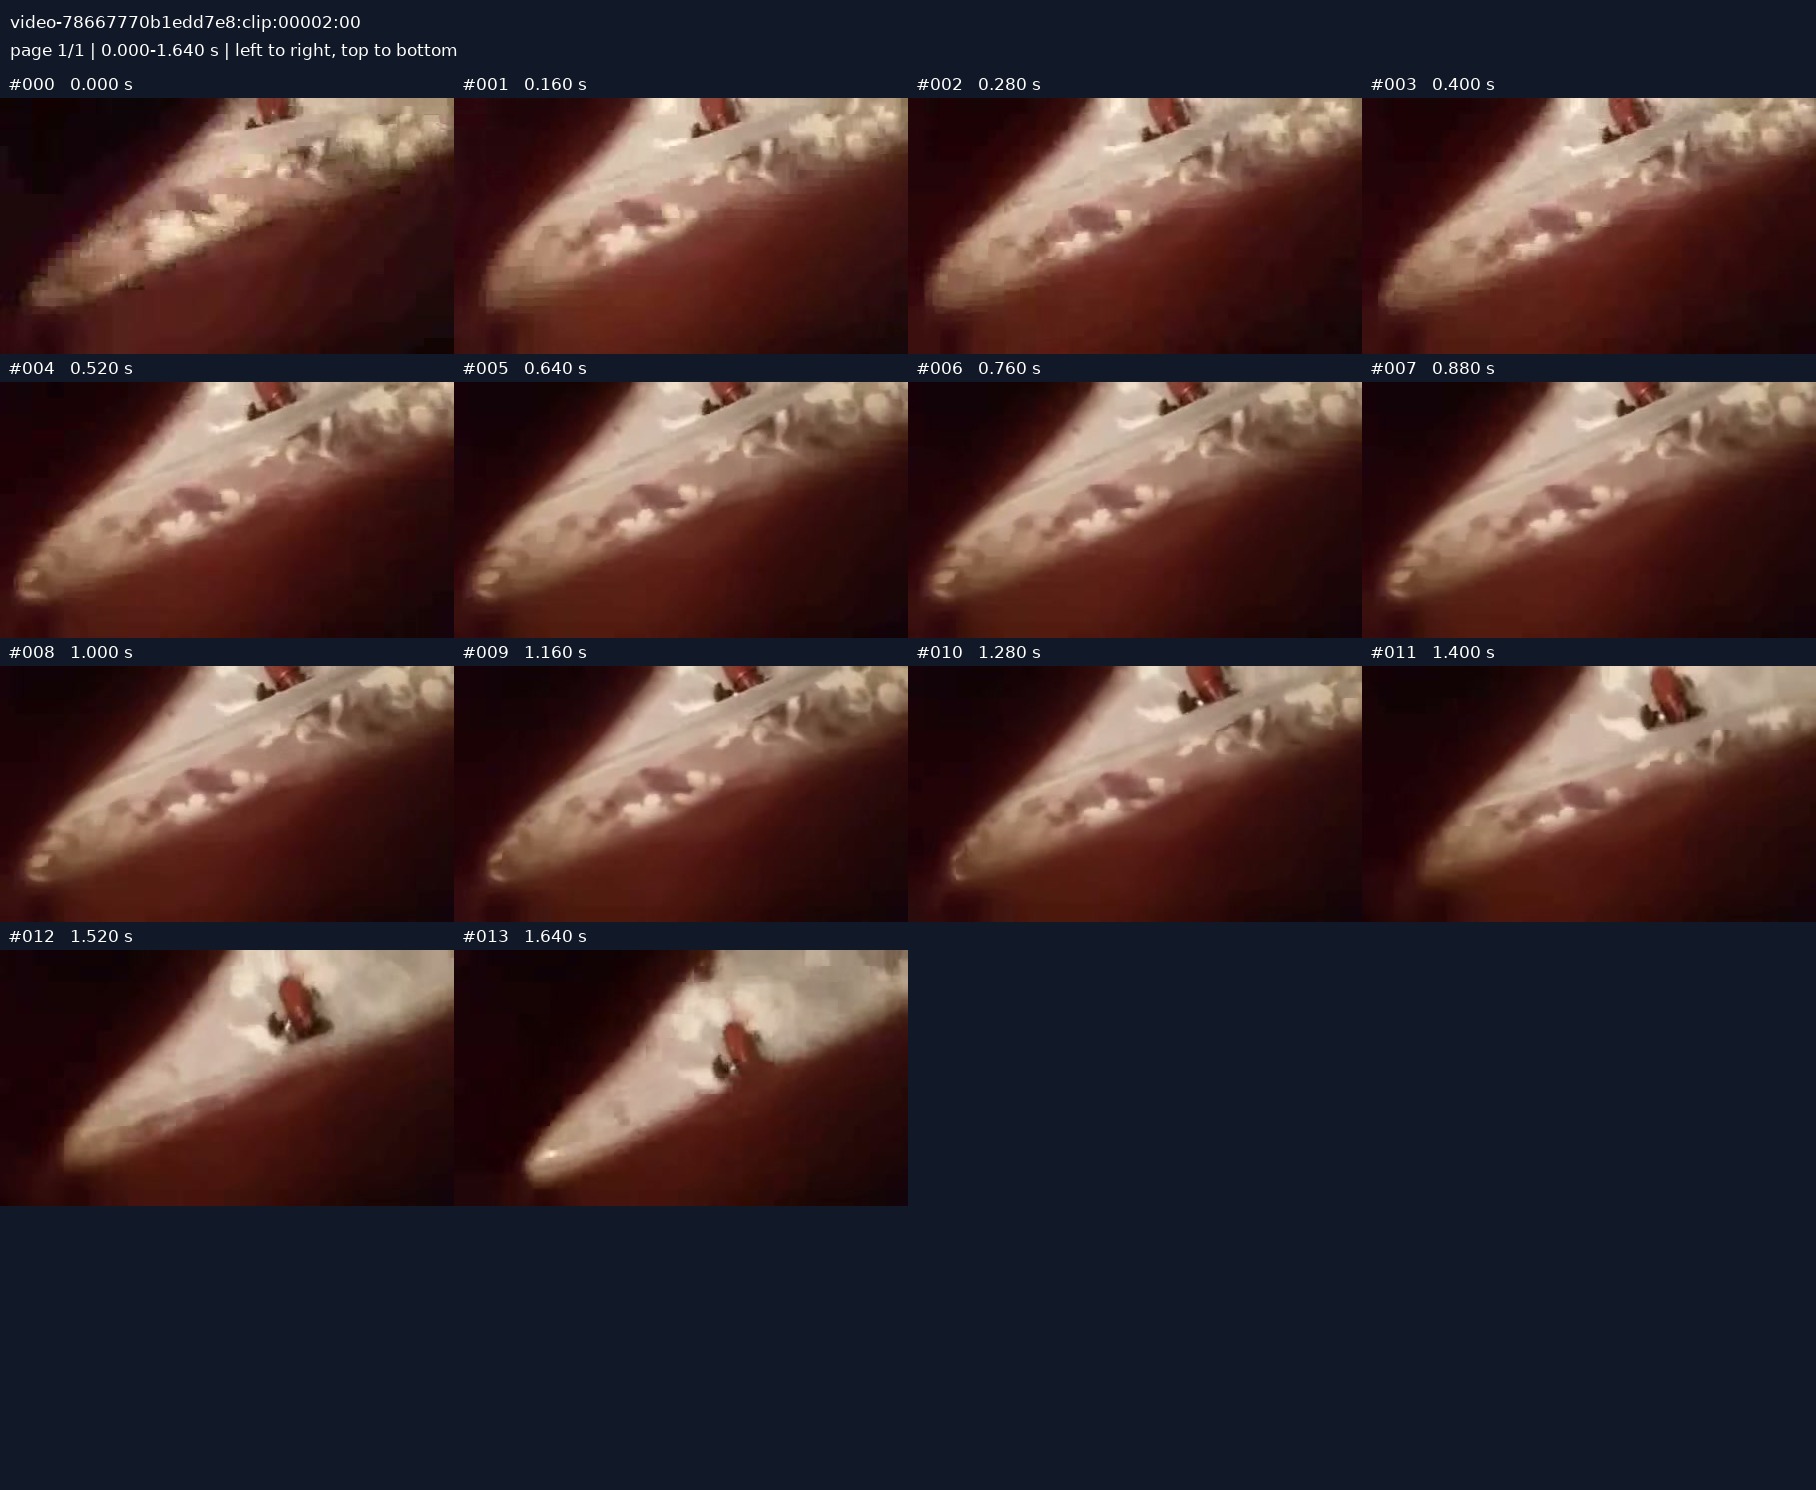 video-78667770b1edd7e8:clip:00002:00
page 1/1 | 0.000-1.640 s | left to right, top to bottom
#000 0.000 s
#001 0.160 s
#002 0.280 s
#003 0.400 s
#004 0.520 s
#005 0.640 s
#006 0.760 s
#007 0.880 s
#008 1.000 s
#009 1.160 s
#010 1.280 s
#011 1.400 s
#012 1.520 s
#013 1.640 s